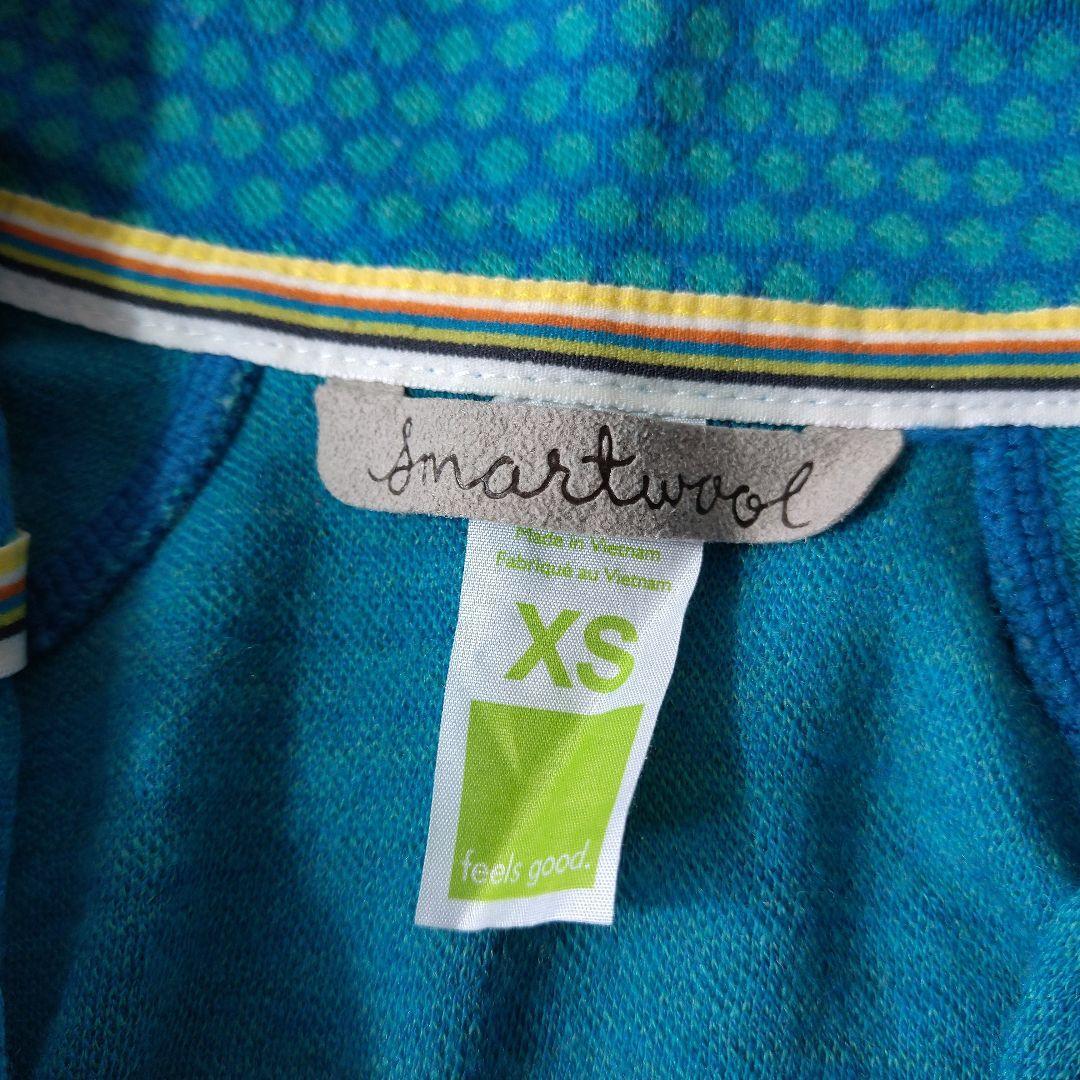 smartwool
Made in Vietnam
Fabriqué au Vietnam
XS
feels good.